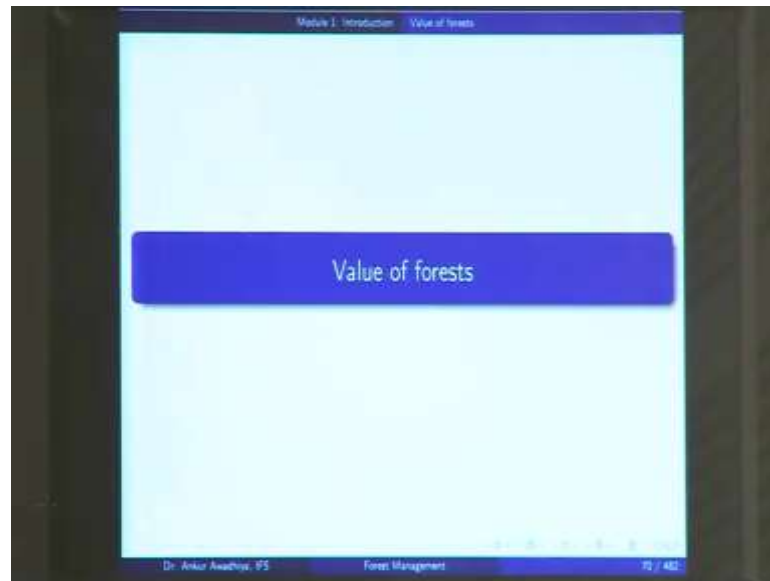 Module 1: Introduction Value of forests
Value of forests
Dr. Ankur Awadhiya, IFS Forest Management 70 / 482